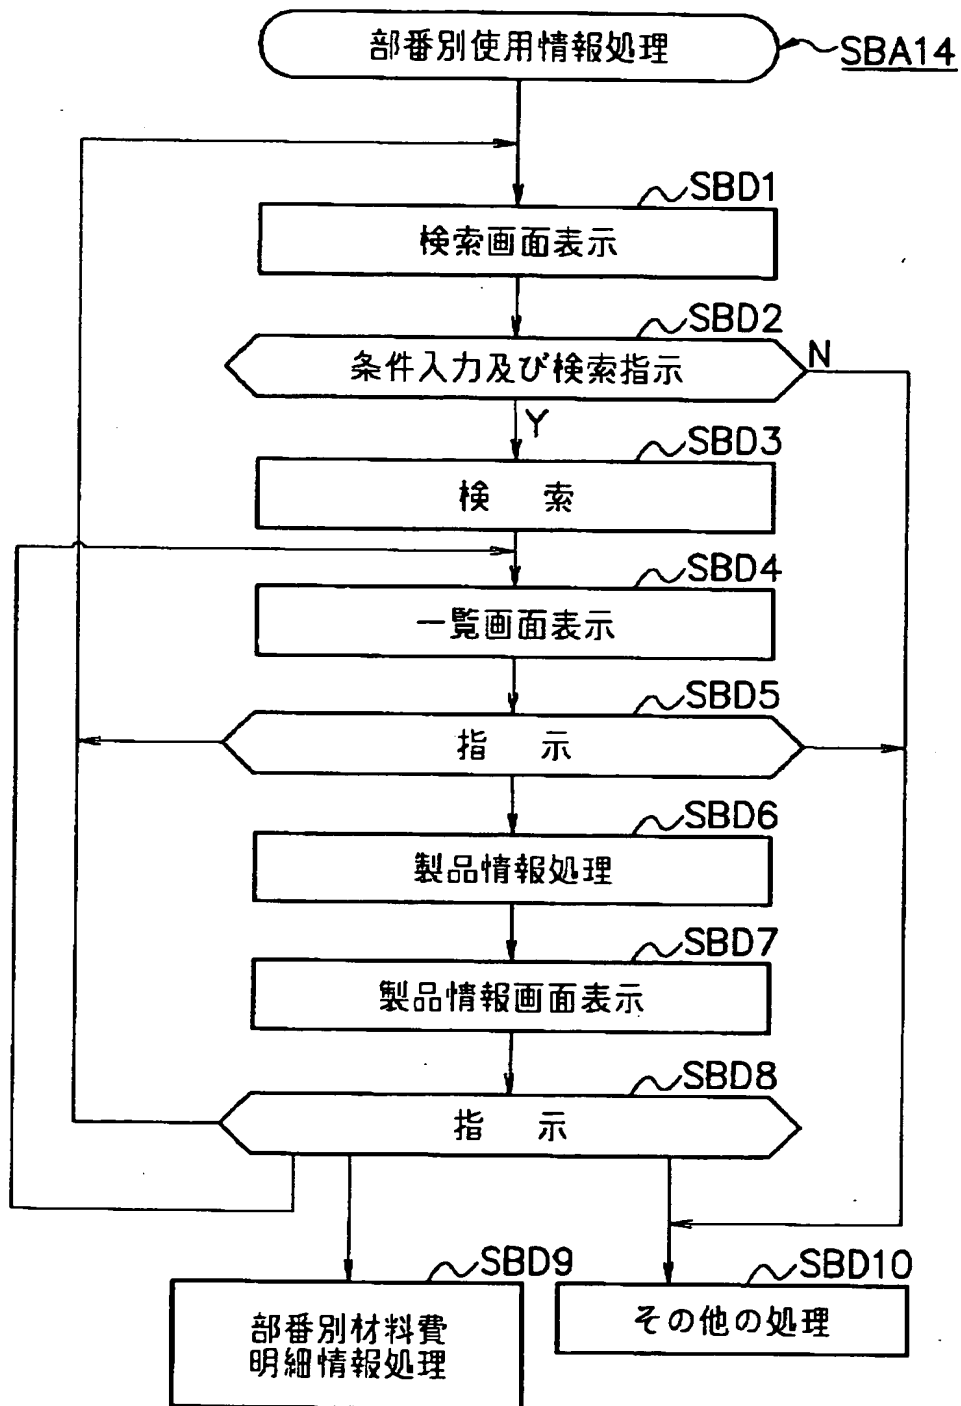 部番別使用情報処理
SBA14
SBD1
検索画面表示
SBD2
条件入力及び検索指示
N
Y
SBD3
検 索
SBD4
一覧画面表示
SBD5
指 示
SBD6
製品情報処理
SBD7
製品情報画面表示
SBD8
指 示
SBD9
部番別材料費
明細情報処理
SBD10
その他の処理